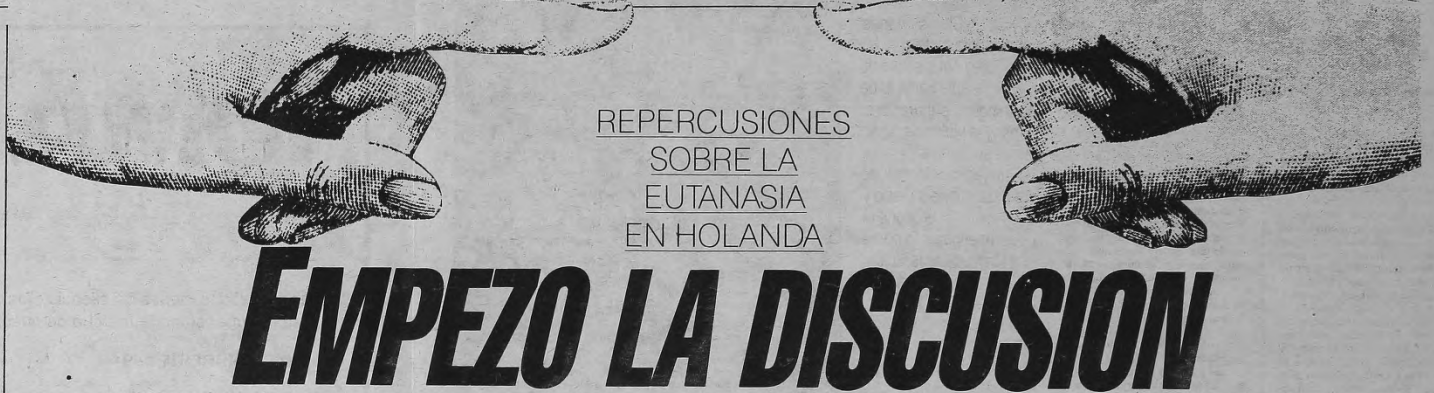 REPERCUSIONES
SOBRE LA
EUTANASIA
EN HOLANDA
EMPEZO LA DISCUSION